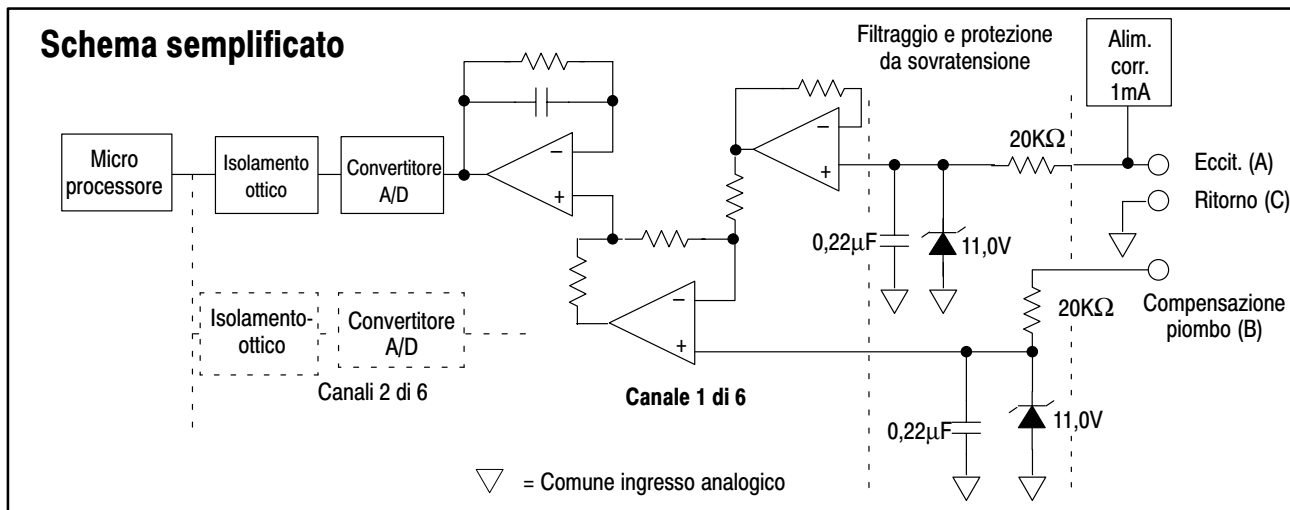 Schema semplificato
Filtraggio e protezione
da sovratensione
Alim.
corr.
1mA
20KΩ
Eccit. (A)
Ritorno (C)
Micro
processore
Isolamento
ottico
Convertitore
A/D
−
+
−
+
0,22µF
11,0V
20KΩ
Compensazione
piombo (B)
Isolamento-
ottico
Convertitore
A/D
Canali 2 di 6
−
+
Canale 1 di 6
0,22µF
11,0V
= Comune ingresso analogico